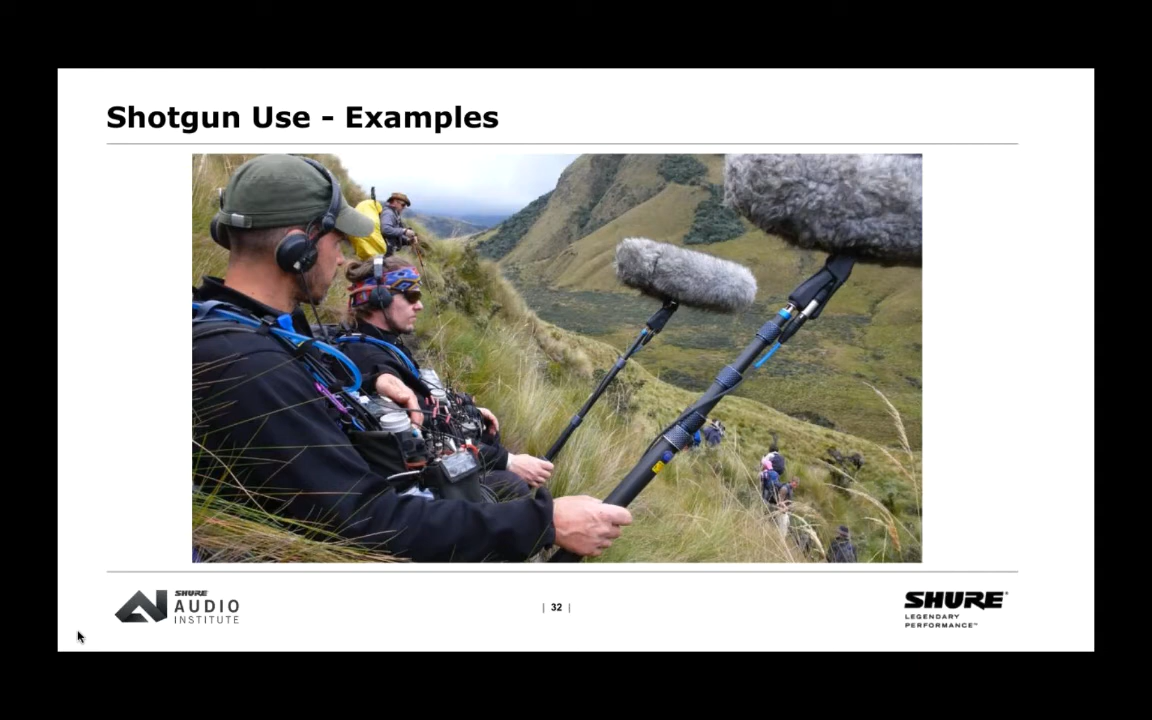 Shotgun Use - Examples
SHURE
AUDIO
INSTITUTE
| 32 |
SHURE®
LEGENDARY
PERFORMANCE™